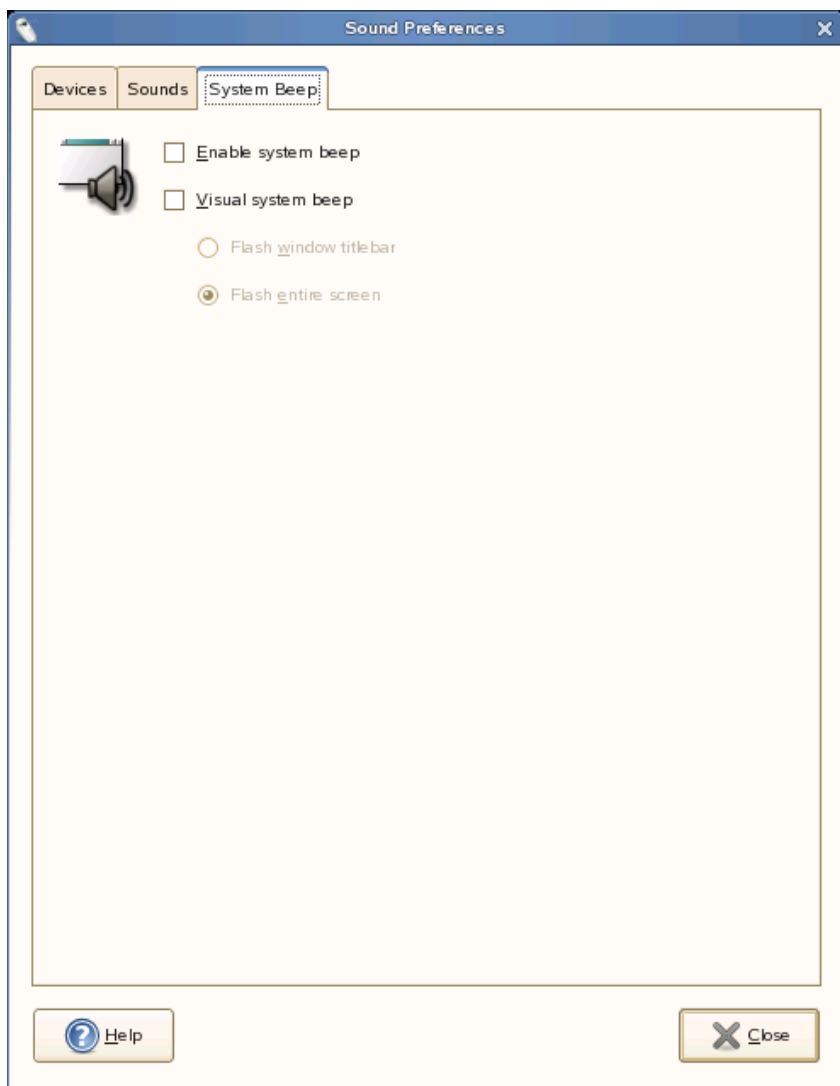 Sound Preferences
Devices Sounds System Beep
Enable system beep
Visual system beep
Flash window titlebar
Flash entire screen
Help Close